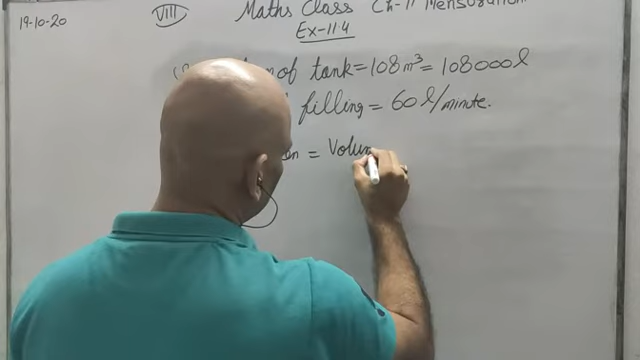 19-10-20 VIII Maths Class Ch-11 Mensuration
Ex-11.4
of tank = 108 m³ = 108000 l
filling = 60 l/minute.
= Volum